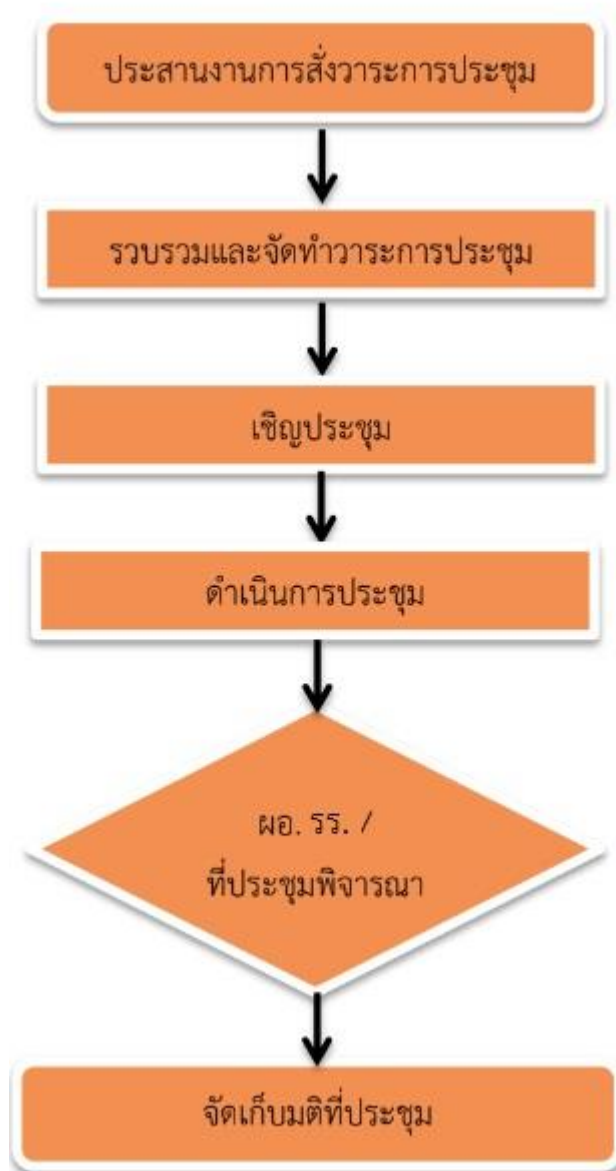 ประสานงานการสั่งวาระการประชุม
รวบรวมและจัดทำวาระการประชุม
เชิญประชุม
ดำเนินการประชุม
ผอ. รร. /
ที่ประชุมพิจารณา
จัดเก็บมติที่ประชุม